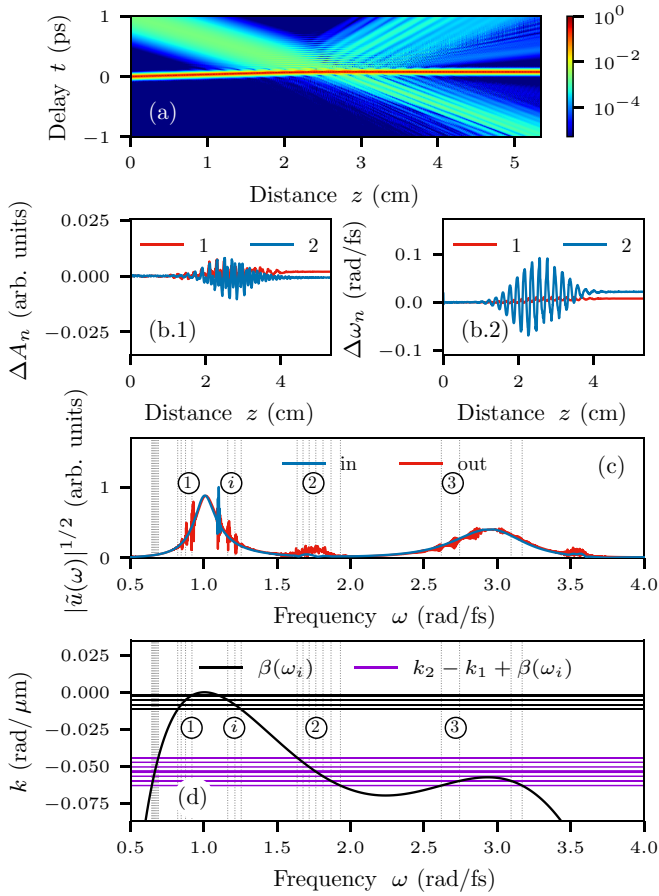 1
0
−1
Delay t (ps)
(a)
10^0
10^−2
10^−4
0 1 2 3 4 5
Distance z (cm)
0.025
0.000
−0.025
ΔA_n (arb. units)
1 2
(b.1)
0 2 4
Distance z (cm)
0.1
0.0
−0.1
Δω_n (rad/fs)
1 2
(b.2)
0 2 4
Distance z (cm)
|ũ(ω)|^1/2 (arb. units)
1
0
in out
(c)
1 i 2 3
0.5 1.0 1.5 2.0 2.5 3.0 3.5 4.0
Frequency ω (rad/fs)
k (rad/μm)
0.025
0.000
−0.025
−0.050
−0.075
β(ω_i) k_2 − k_1 + β(ω_i)
1 i 2 3
(d)
0.5 1.0 1.5 2.0 2.5 3.0 3.5 4.0
Frequency ω (rad/fs)